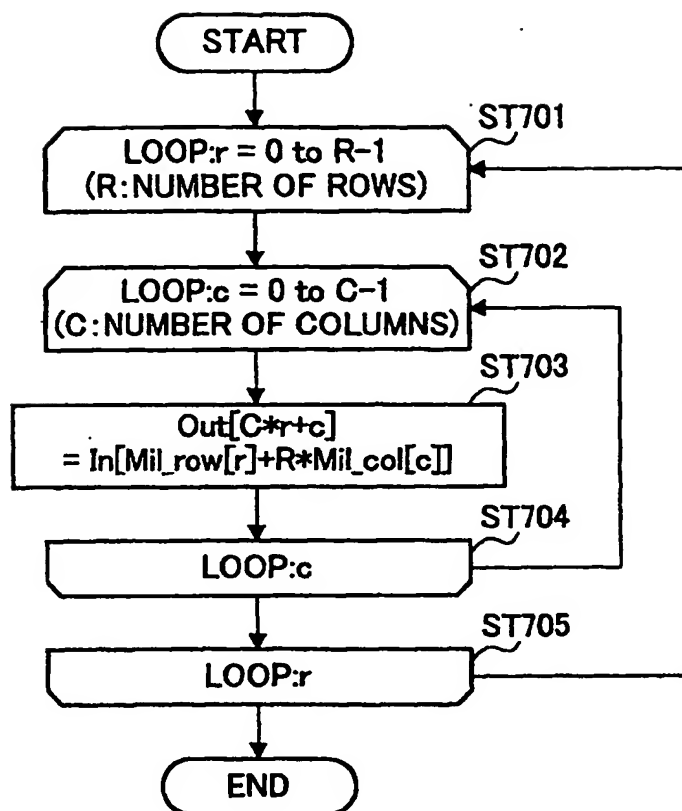 START
ST701
LOOP:r = 0 to R-1
(R:NUMBER OF ROWS)
ST702
LOOP:c = 0 to C-1
(C:NUMBER OF COLUMNS)
ST703
Out[C*r+c]
= In[Mil_row[r]+R*Mil_col[c]]
ST704
LOOP:c
ST705
LOOP:r
END